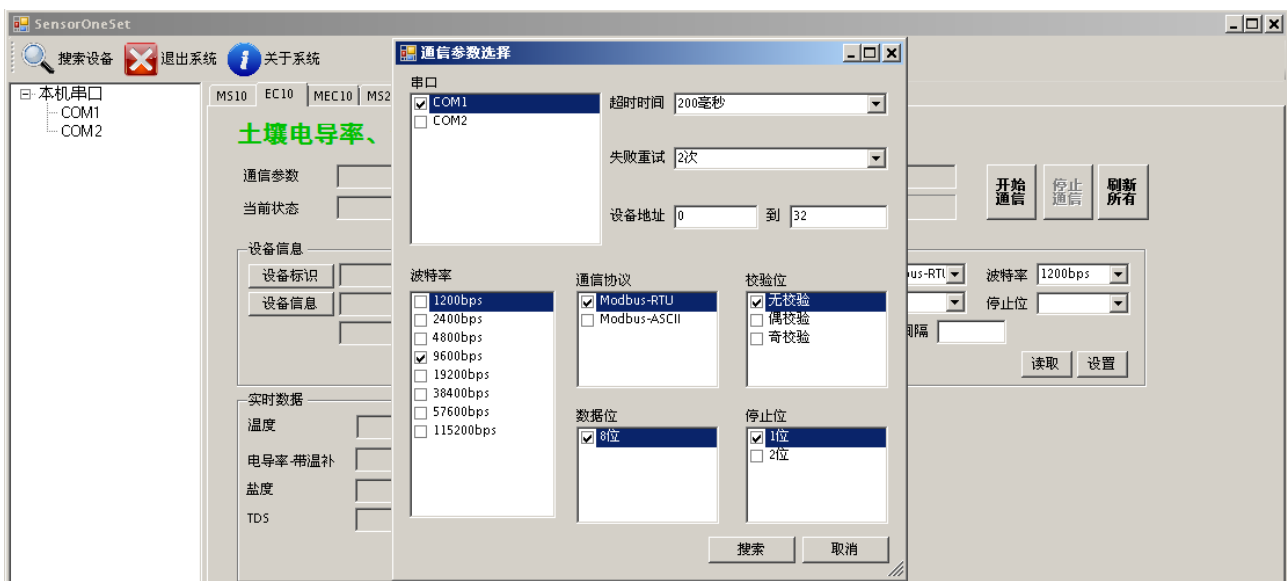 SensorOneSet
搜索设备
退出系统
关于系统
本机串口
COM1
COM2
MS10 EC10 MEC10 MS2
土壤电导率、
通信参数
当前状态
设备信息
设备标识
设备信息
实时数据
温度
电导率-带温补
盐度
TDS
通信参数选择
串口
COM1
COM2
超时时间 200毫秒
失败重试 2次
设备地址 0 到 32
波特率
1200bps
2400bps
4800bps
9600bps
19200bps
38400bps
57600bps
115200bps
通信协议
Modbus-RTU
Modbus-ASCII
校验位
无校验
偶校验
奇校验
数据位
8位
停止位
1位
2位
搜索
取消
开始
通信
停止
通信
刷新
所有
us-RTU 波特率 1200bps
停止位
间隔
读取
设置